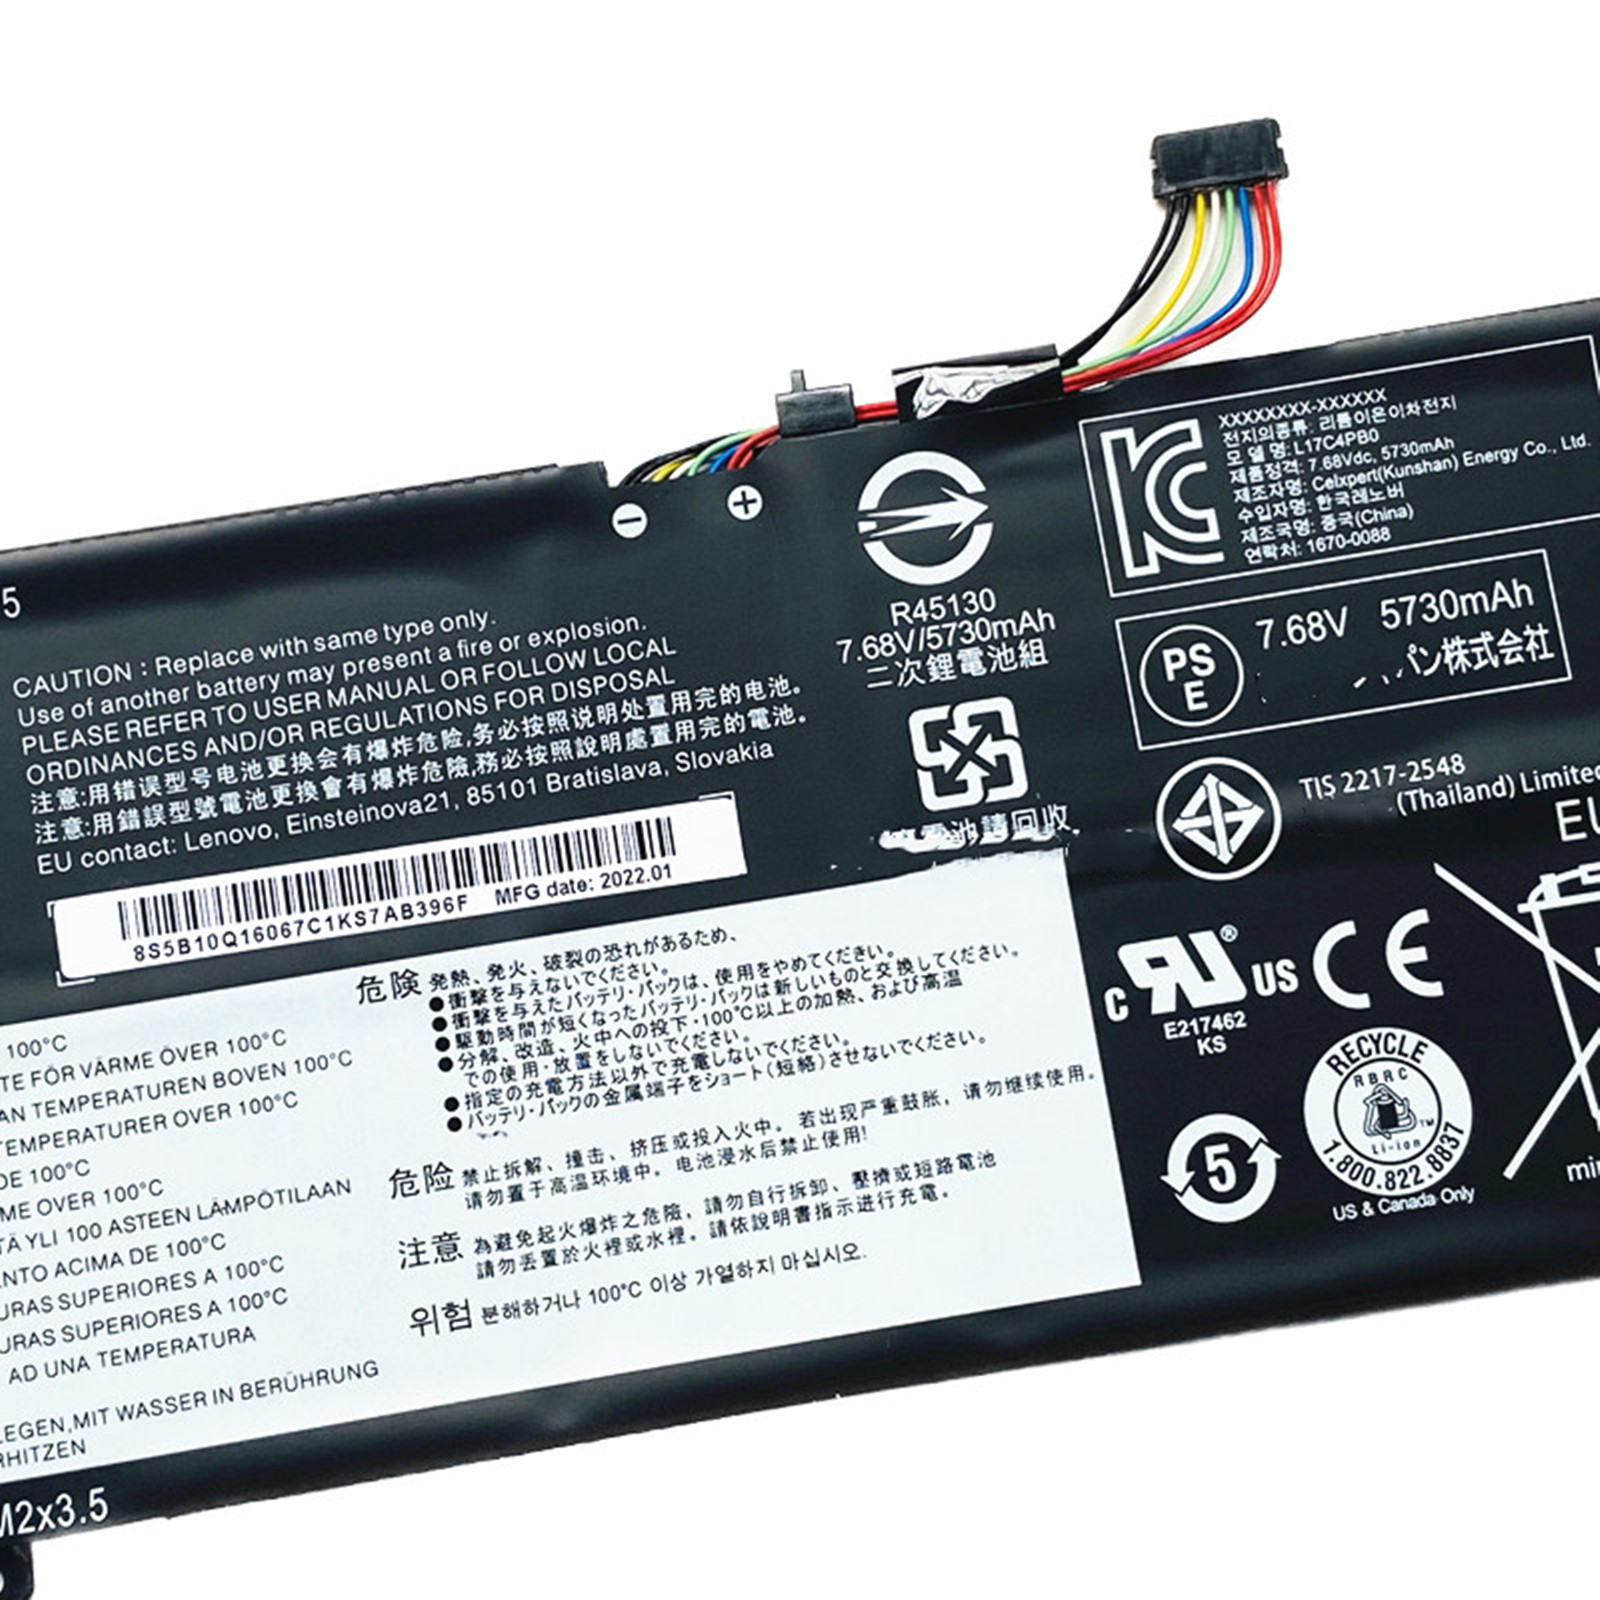 5
CAUTION : Replace with same type only.
Use of another battery may present a fire or explosion.
PLEASE REFER TO USER MANUAL OR FOLLOW LOCAL
ORDINANCES AND/OR REGULATIONS FOR DISPOSAL
注意:用错误型号电池更换会有爆炸危险,务必按照说明处置用完的电池。
注意:用錯誤型號電池更換會有爆炸危險,務必按照說明處置用完的電池。
EU contact: Lenovo, Einsteinova21, 85101 Bratislava, Slovakia
8S5B10Q16067C1KS7AB396F MFG date: 2022.01
R45130
7.68V/5730mAh
二次鋰電池組
池請回收
XXXXXXXX-XXXXXX
전지의종류: 리튬이온이차전지
모델명: L17C4PB0
제품정격: 7.68Vdc, 5730mAh
제조자명: Celxpert(Kunshan) Energy Co., Ltd.
수입자명: 한국레노버
제조국명: 중국(China)
연락처: 1670-0088
PS
E
7.68V 5730mAh
パン株式会社
TIS 2217-2548
(Thailand) Limited
EU
C US
E217462
KS
CE
RECYCLE
RBRC
Li-ion
TM
1.800.822.8837
US & Canada Only
5
100°C
TE FÖR VÄRME ÖVER 100°C
AN TEMPERATUREN BOVEN 100°C
TEMPERATURER OVER 100°C
DE 100°C
ME OVER 100°C
TÄ YLI 100 ASTEEN LÄMPÖTILAAN
NTO ACIMA DE 100°C
URAS SUPERIORES A 100°C
URAS SUPERIORES A 100°C
AD UNA TEMPERATURA
LEGEN,MIT WASSER IN BERÜHRUNG
RHITZEN
危険 発熱、発火、破裂の恐れがあるため、
●衝撃を与えないでください。
●衝撃を与えたバッテリ・パックは、使用をやめてください。
●駆動時間が短くなったバッテリ・パックは新しいものと交換してください。
●分解、改造、火中への投下・100℃以上の加熱、および高温
での使用・放置をしないでください。
●指定の充電方法以外で充電しないでください。
●バッテリ・パックの金属端子をショート(短絡)させないでください。
危险 禁止拆解、撞击、挤压或投入火中。若出现严重鼓胀，请勿继续使用。
请勿置于高温环境中。电池浸水后禁止使用!
注意 為避免起火爆炸之危險，請勿自行拆卸、壓擠或短路電池
請勿丟置於火裡或水裡。請依說明書指示进行充電。
위험 분해하거나 100°C 이상 가열하지 마십시오.
M2x3.5